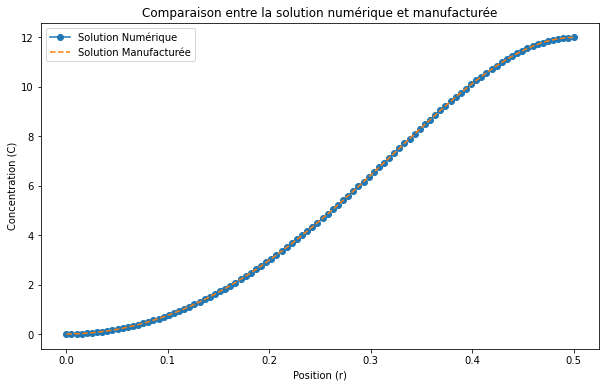 Comparaison entre la solution numérique et manufacturée
Solution Numérique
Solution Manufacturée
Concentration (C)
12
10
8
6
4
2
0
0.0
0.1
0.2
0.3
0.4
0.5
Position (r)